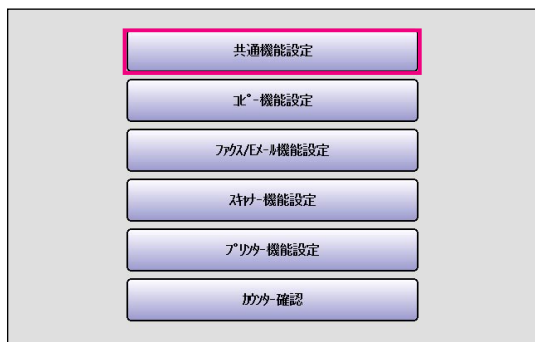 共通機能設定
ｺﾋﾟｰ機能設定
ﾌｧｸｽ/Eﾒｰﾙ機能設定
ｽｷｬﾅｰ機能設定
ﾌﾟﾘﾝﾀｰ機能設定
ｶｳﾝﾀｰ確認